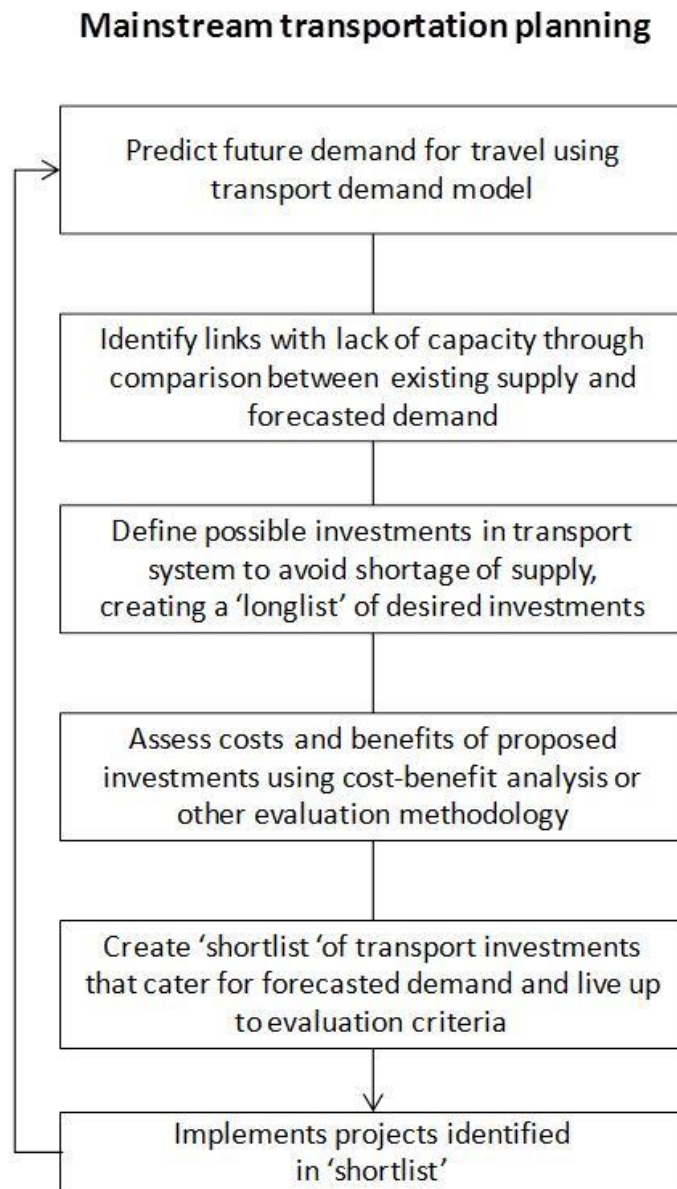 Mainstream transportation planning
Predict future demand for travel using
transport demand model
Identify links with lack of capacity through
comparison between existing supply and
forecasted demand
Define possible investments in transport
system to avoid shortage of supply,
creating a ‘longlist’ of desired investments
Assess costs and benefits of proposed
investments using cost-benefit analysis or
other evaluation methodology
Create ‘shortlist ‘of transport investments
that cater for forecasted demand and live up
to evaluation criteria
Implements projects identified
in ‘shortlist’